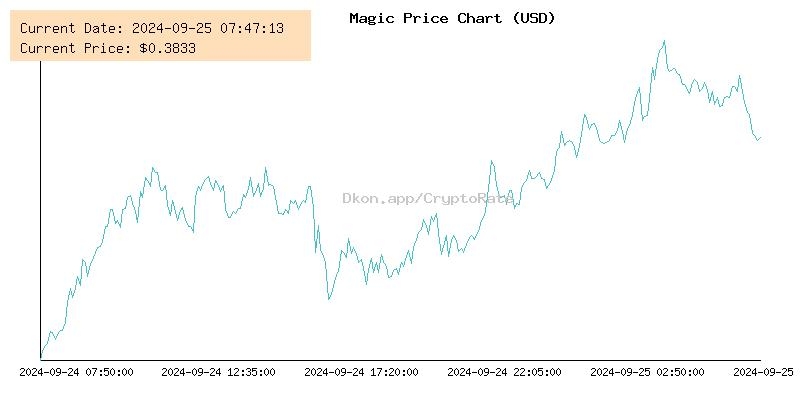 Magic Price Chart (USD)
Current Date: 2024-09-25 07:47:13
Current Price: $0.3833
Dkon.app/CryptoRate
2024-09-24 07:50:00
2024-09-24 12:35:00
2024-09-24 17:20:00
2024-09-24 22:05:00
2024-09-25 02:50:00
2024-09-25